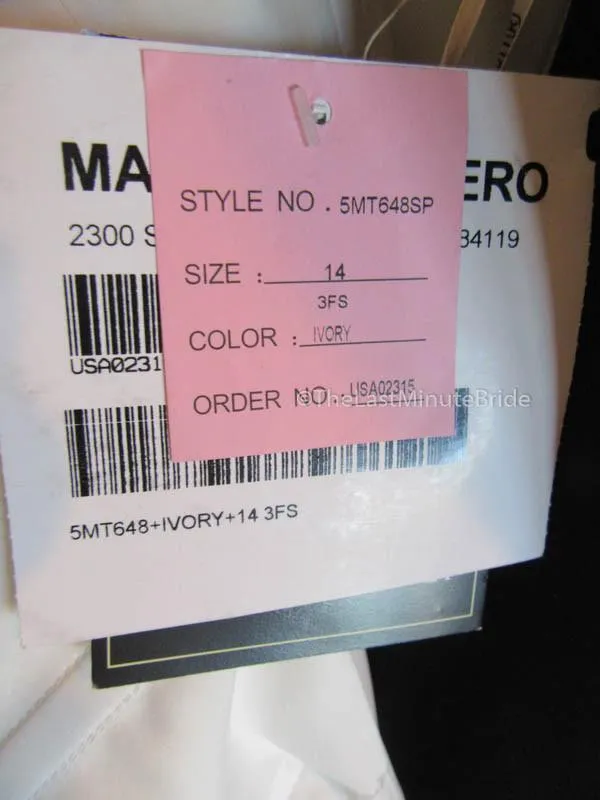 MA ERO
2300 S 84119
USA0231
5MT648+IVORY+14 3FS
STYLE NO . 5MT648SP
SIZE : 14
3FS
COLOR : IVORY
ORDER NO. USA02315
©TheLastMinuteBride